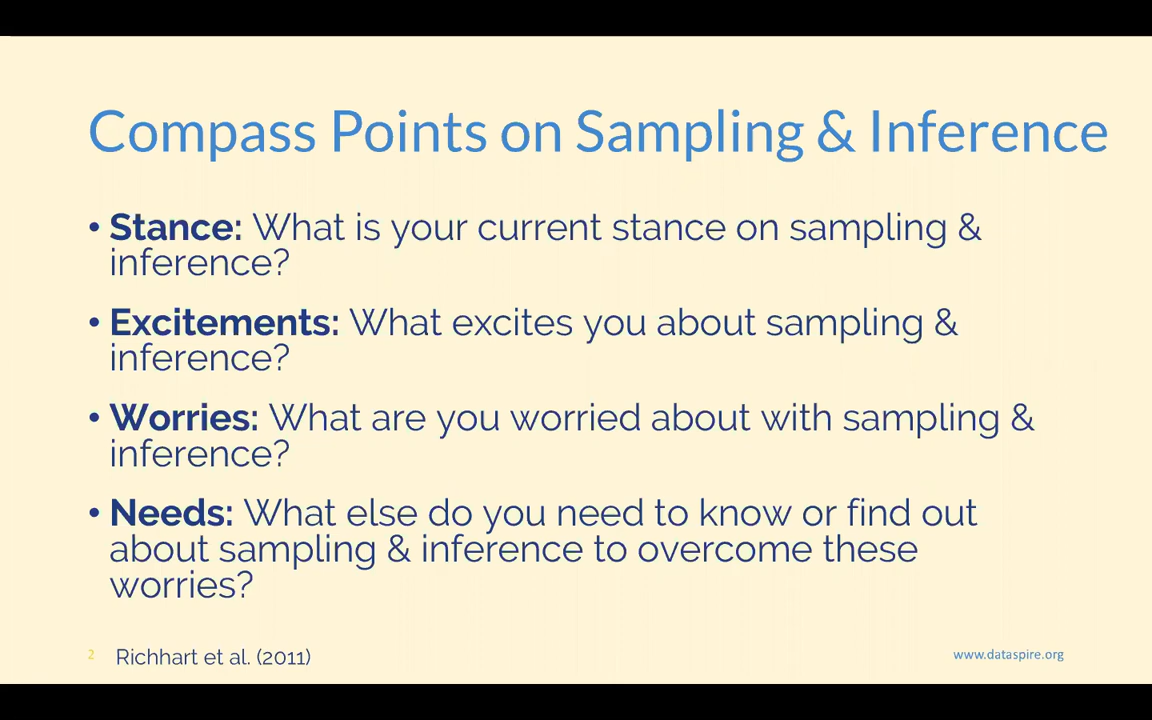 Compass Points on Sampling & Inference
• Stance: What is your current stance on sampling &
inference?
• Excitements: What excites you about sampling &
inference?
• Worries: What are you worried about with sampling &
inference?
• Needs: What else do you need to know or find out
about sampling & inference to overcome these
worries?
2 Richhart et al. (2011)
www.dataspire.org